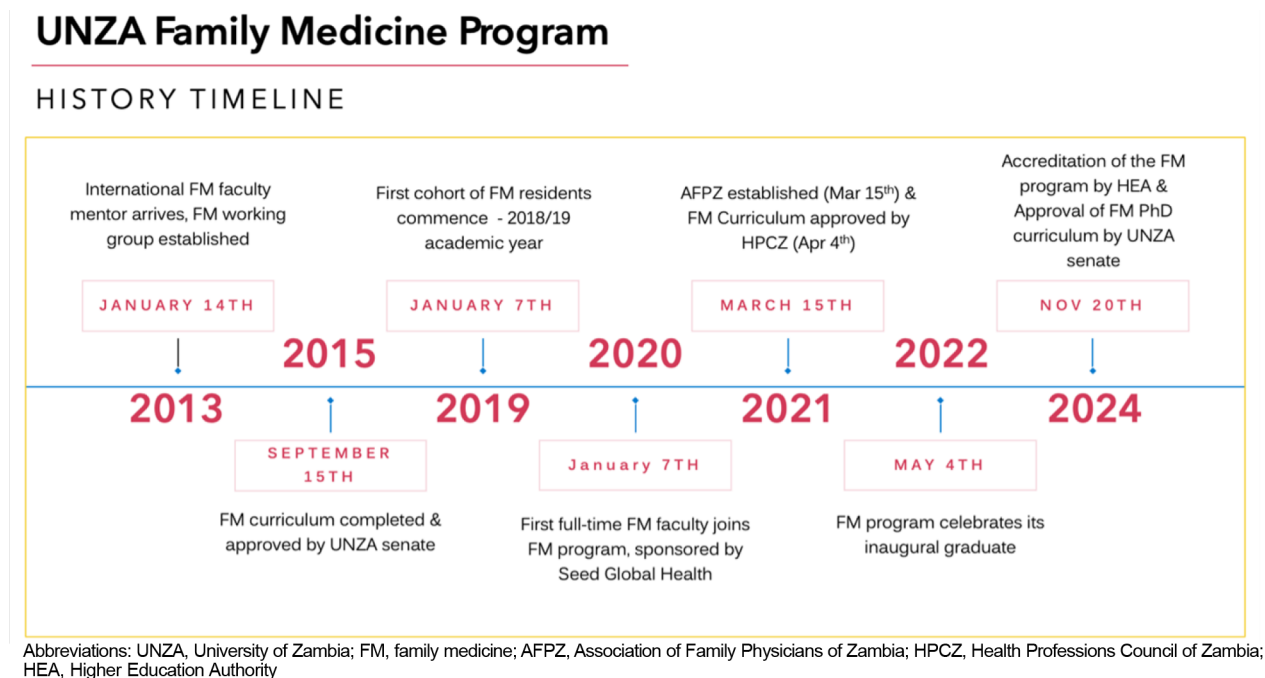 UNZA Family Medicine Program
HISTORY TIMELINE
International FM faculty
mentor arrives, FM working
group established
JANUARY 14TH
2013
2015
SEPTEMBER
15TH
FM curriculum completed &
approved by UNZA senate
First cohort of FM residents
commence - 2018/19
academic year
JANUARY 7TH
2019
2020
January 7TH
First full-time FM faculty joins
FM program, sponsored by
Seed Global Health
AFPZ established (Mar 15th) &
FM Curriculum approved by
HPCZ (Apr 4th)
MARCH 15TH
2021
2022
MAY 4TH
FM program celebrates its
inaugural graduate
Accreditation of the FM
program by HEA &
Approval of FM PhD
curriculum by UNZA
senate
NOV 20TH
2024
Abbreviations: UNZA, University of Zambia; FM, family medicine; AFPZ, Association of Family Physicians of Zambia; HPCZ, Health Professions Council of Zambia;
HEA, Higher Education Authority